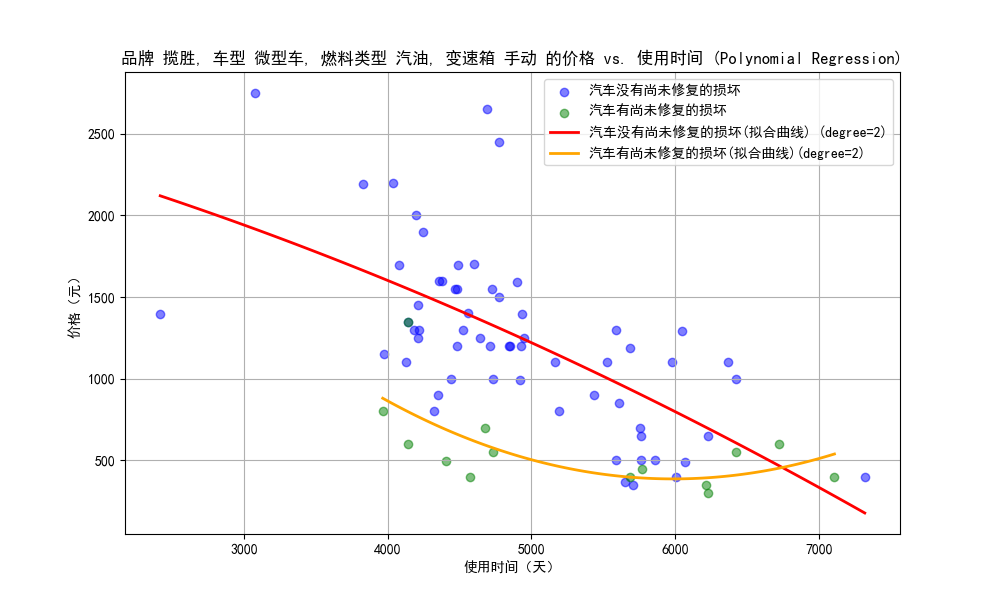 品牌 揽胜, 车型 微型车, 燃料类型 汽油, 变速箱 手动 的价格 vs. 使用时间 (Polynomial Regression)
汽车没有尚未修复的损坏
汽车有尚未修复的损坏
汽车没有尚未修复的损坏(拟合曲线) (degree=2)
汽车有尚未修复的损坏(拟合曲线)(degree=2)
价格（元）
2500
2000
1500
1000
500
3000
4000
5000
6000
7000
使用时间（天）